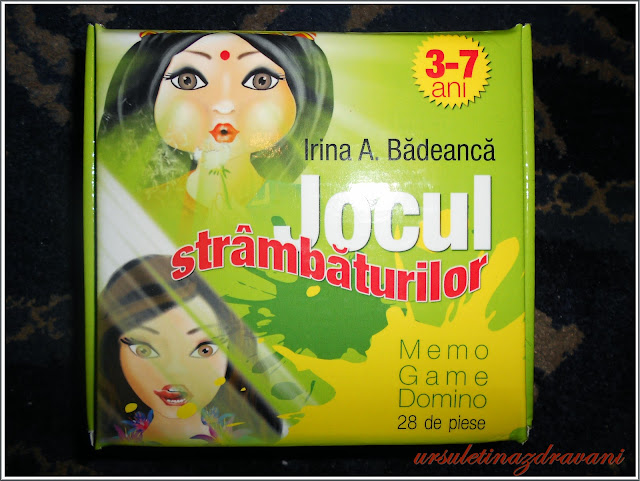 3-7
ani
Irina A. Bădeancă
Jocul
strâmbăturilor
Memo
Game
Domino
28 de piese
ursuletinazdravani